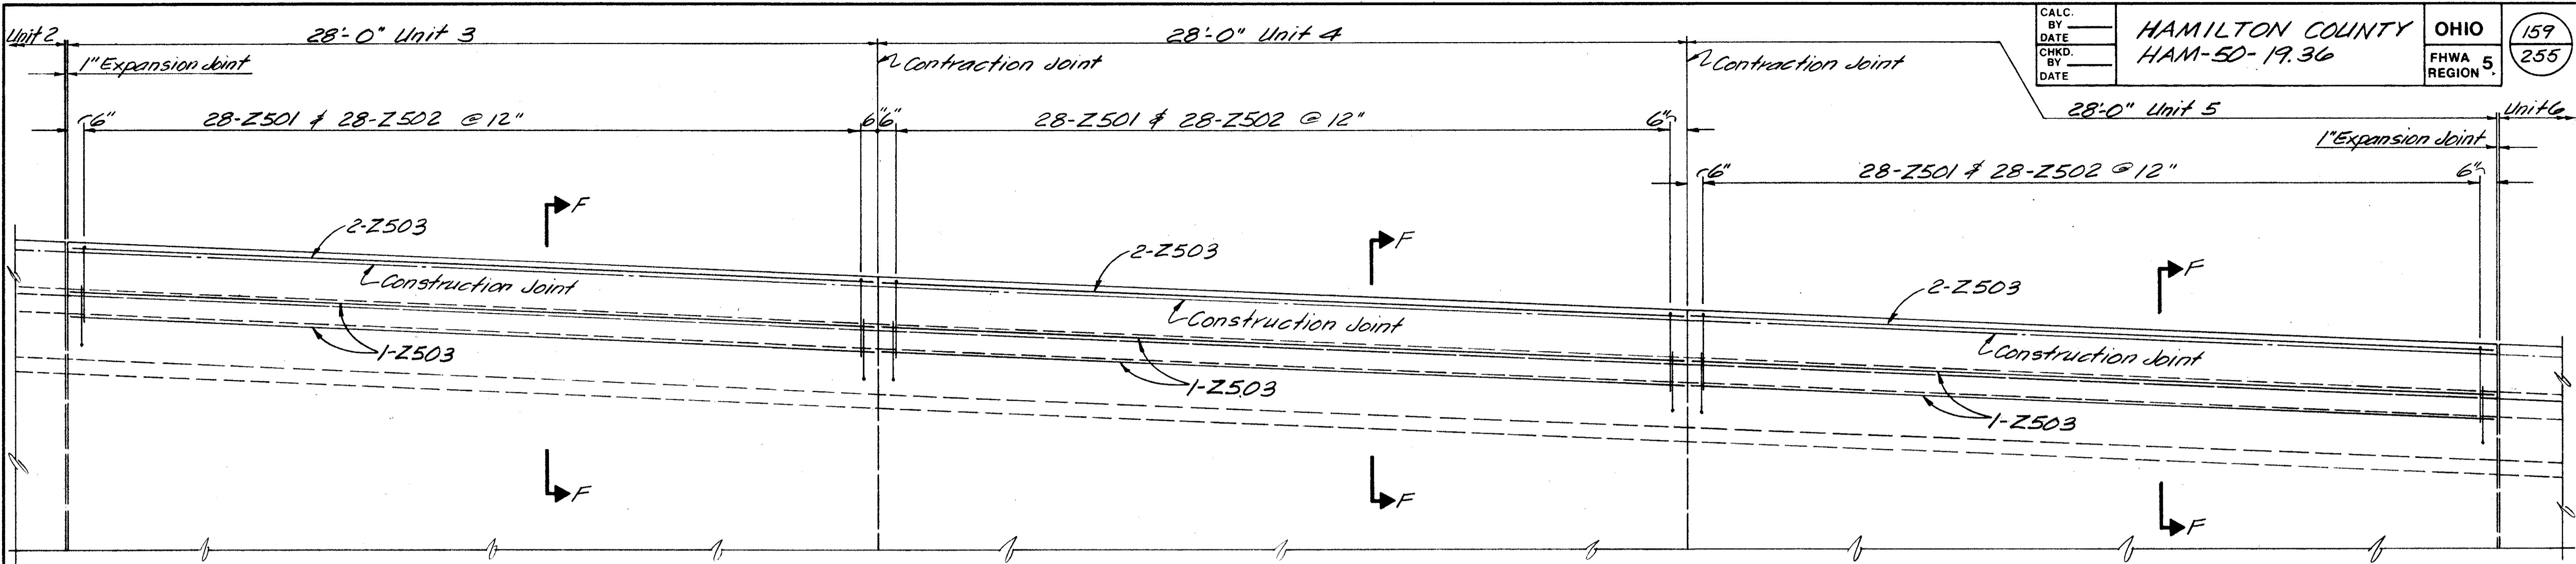 CALC.
BY
DATE
CHKD.
BY
DATE
HAMILTON COUNTY
HAM-50-19.36
OHIO
FHWA 5
REGION
159
255
Unit 2
28'-0" Unit 3
28'-0" Unit 4
1" Expansion Joint
Contraction Joint
Contraction Joint
28'-0" Unit 5
Unit 6
1" Expansion Joint
6"
28-Z501 & 28-Z502 @ 12"
6"
6"
28-Z501 & 28-Z502 @ 12"
6"
6"
28-Z501 & 28-Z502 @ 12"
6"
F
F
F
2-Z503
2-Z503
2-Z503
Construction Joint
Construction Joint
Construction Joint
1-Z503
1-Z503
1-Z503
F
F
F